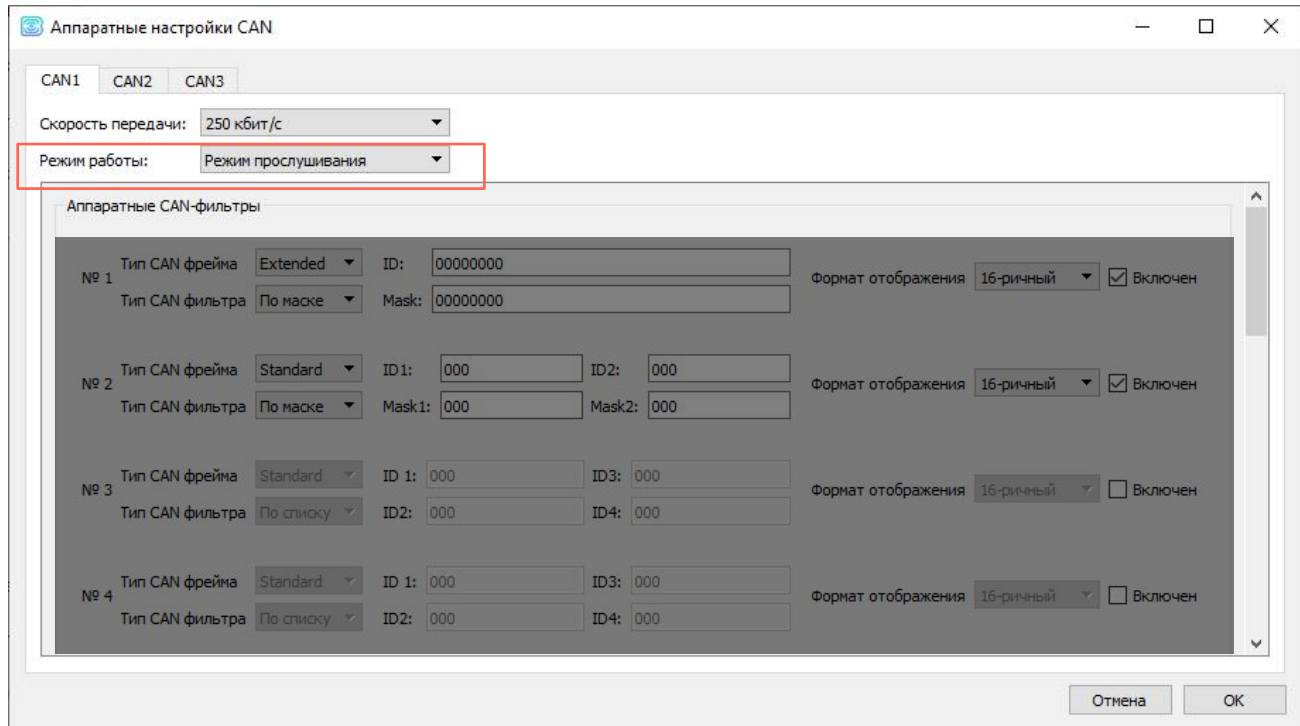 Аппаратные настройки CAN
CAN1 CAN2 CAN3
Скорость передачи: 250 кбит/с
Режим работы: Режим прослушивания
Аппаратные CAN-фильтры
№ 1
Тип CAN фрейма Extended ID: 00000000
Тип CAN фильтра По маске Mask: 00000000
Формат отображения 16-ричный Включен
№ 2
Тип CAN фрейма Standard ID1: 000 ID2: 000
Тип CAN фильтра По маске Mask1: 000 Mask2: 000
Формат отображения 16-ричный Включен
№ 3
Тип CAN фрейма Standard ID 1: 000 ID3: 000
Тип CAN фильтра По списку ID2: 000 ID4: 000
Формат отображения 16-ричный Включен
№ 4
Тип CAN фрейма Standard ID 1: 000 ID3: 000
Тип CAN фильтра По списку ID2: 000 ID4: 000
Формат отображения 16-ричный Включен
Отмена OK